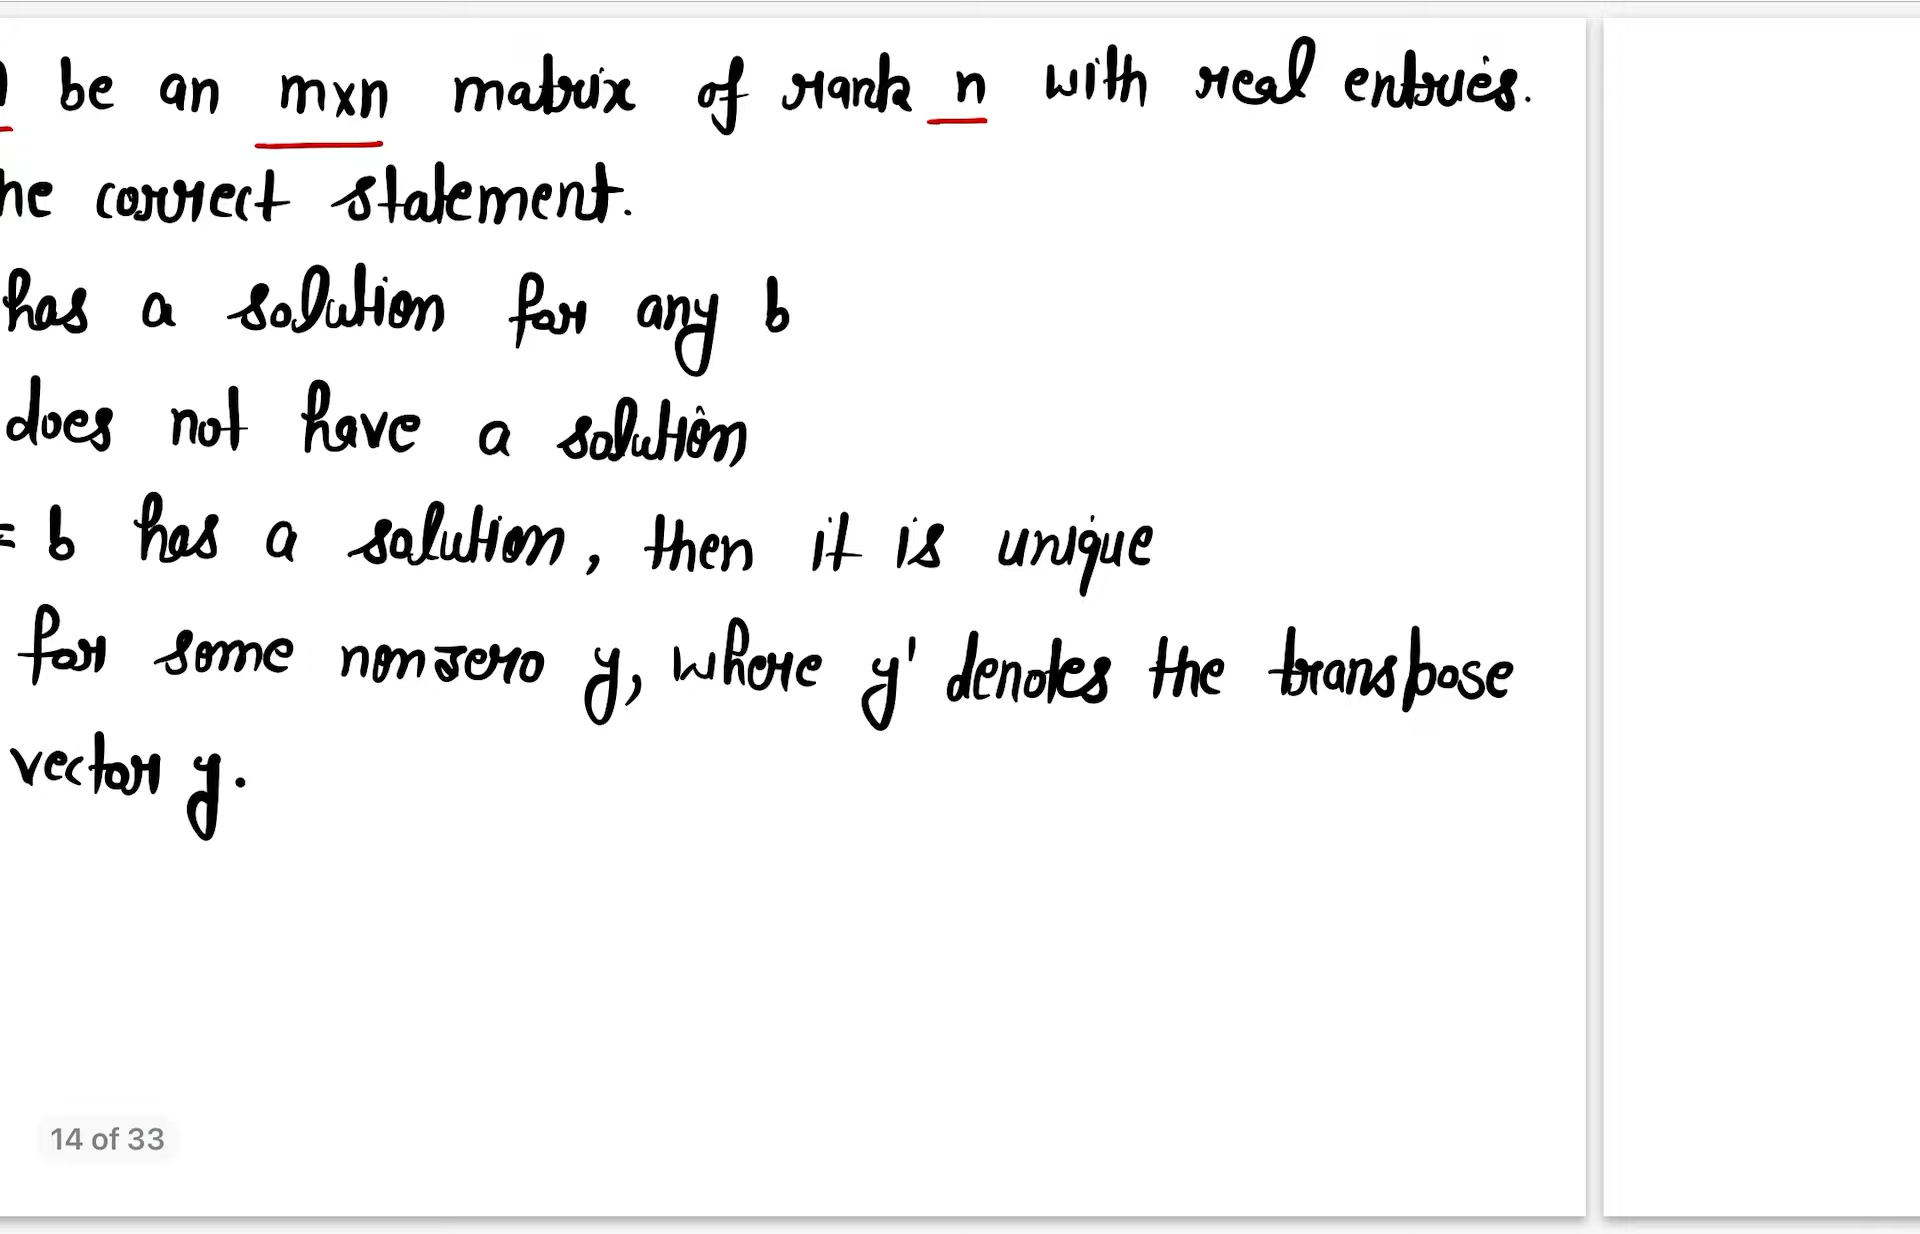 be an mxn matrix of rank n with real entries.
he correct statement.
has a solution for any b
does not have a solution
= b has a solution, then it is unique
for some nonzero y, where y' denotes the transpose
vector y.
14 of 33